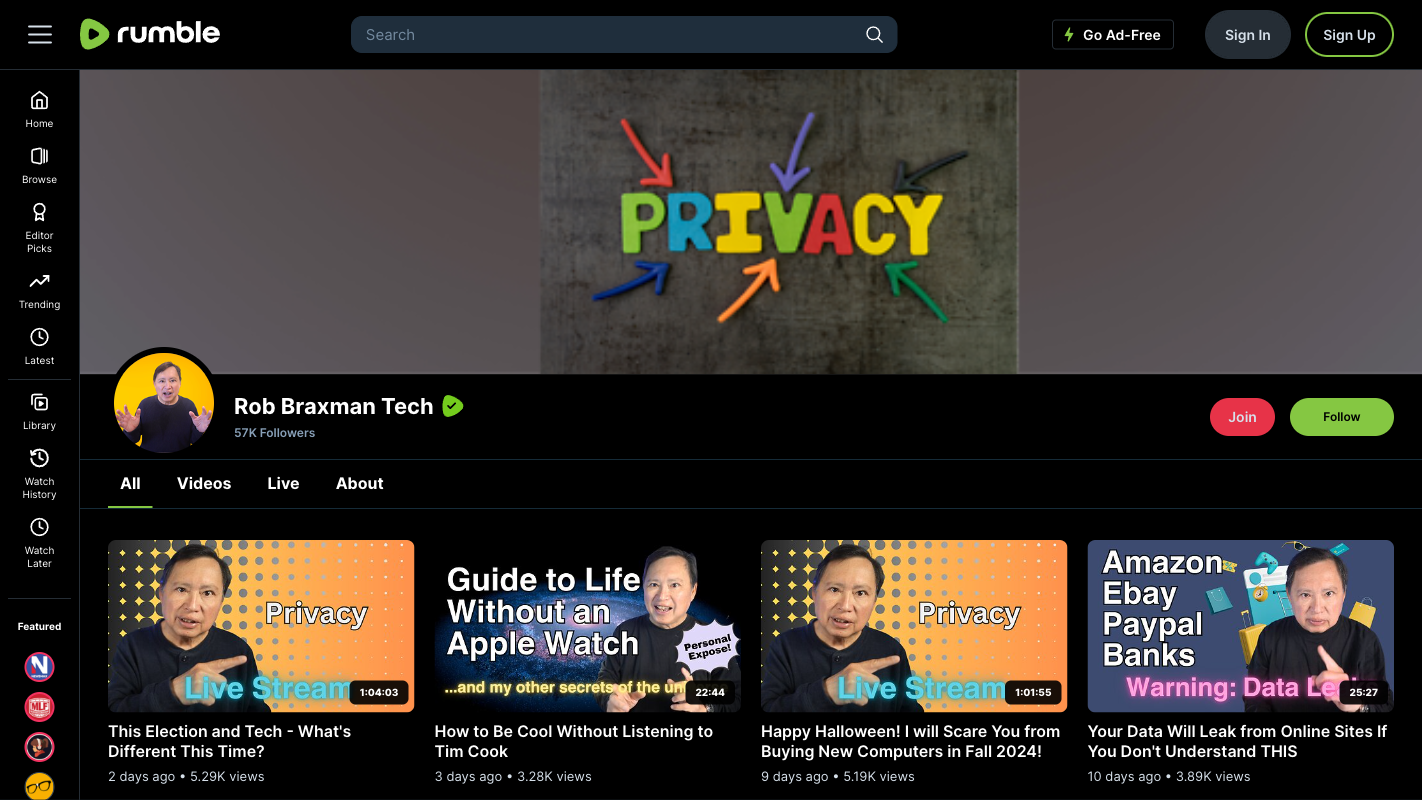 rumble
Search
Go Ad-Free
Sign In
Sign Up
Home
Browse
Editor
Picks
Trending
Latest
Library
Watch
History
Watch
Later
Featured
N
MLF
PRIVACY
Rob Braxman Tech
57K Followers
Join
Follow
All
Videos
Live
About
Privacy
Live Stream
1:04:03
This Election and Tech - What's
Different This Time?
2 days ago • 5.29K views
Guide to Life
Without an
Apple Watch
Personal
Expose!
...and my other secrets of the
22:44
How to Be Cool Without Listening to
Tim Cook
3 days ago • 3.28K views
Privacy
Live Stream
1:01:55
Happy Halloween! I will Scare You from
Buying New Computers in Fall 2024!
9 days ago • 5.19K views
Amazon
Ebay
Paypal
Banks
Warning: Data
25:27
Your Data Will Leak from Online Sites If
You Don't Understand THIS
10 days ago • 3.89K views